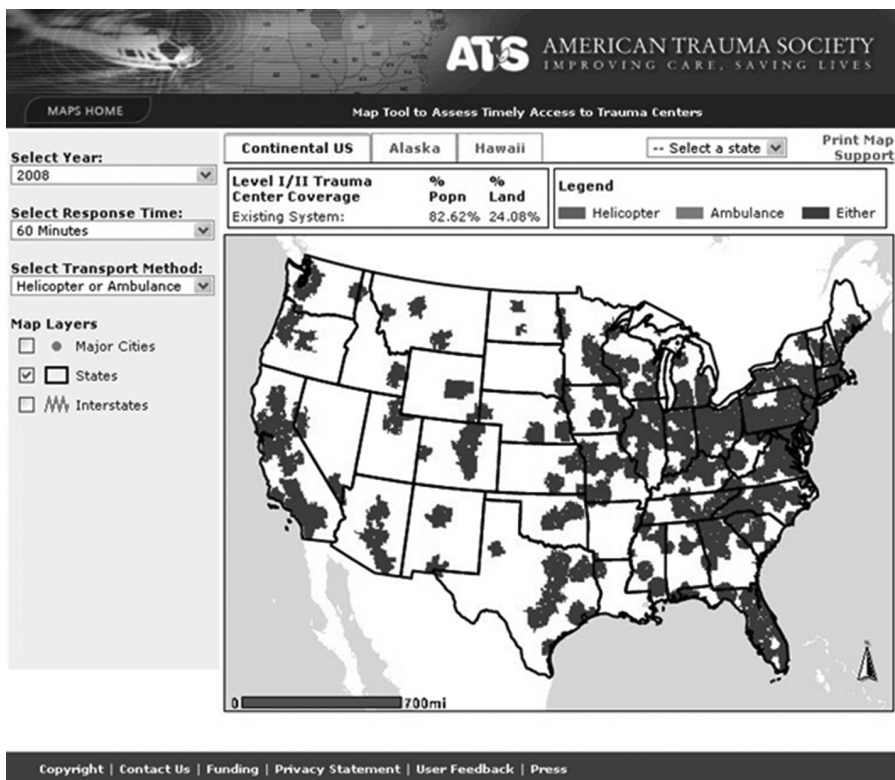 ATS AMERICAN TRAUMA SOCIETY
IMPROVING CARE, SAVING LIVES
MAPS HOME
Map Tool to Assess Timely Access to Trauma Centers
Select Year:
2008
Select Response Time:
60 Minutes
Select Transport Method:
Helicopter or Ambulance
Map Layers
Major Cities
States
Interstates
Continental US Alaska Hawaii
-- Select a state
Print Map
Support
Level I/II Trauma % %
Center Coverage Popn Land
Existing System: 82.62% 24.08%
Legend
Helicopter Ambulance Either
0 700mi
Copyright | Contact Us | Funding | Privacy Statement | User Feedback | Press